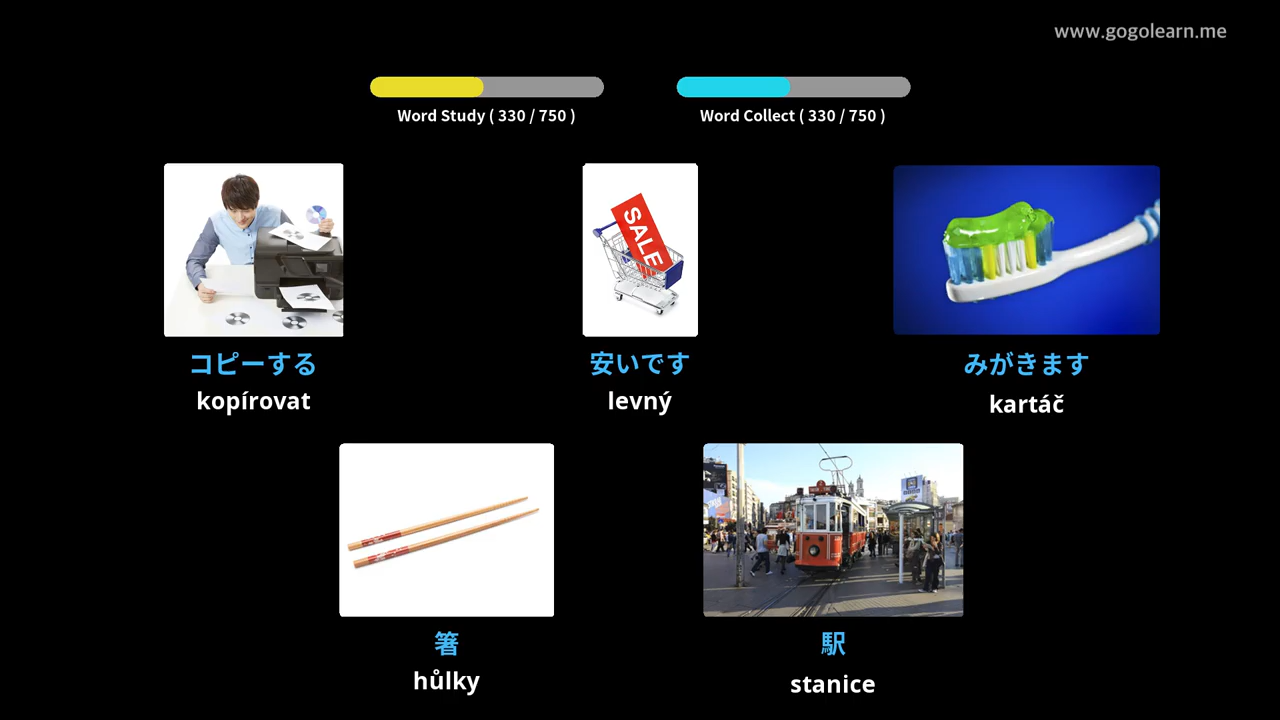 www.gogolearn.me
Word Study ( 330 / 750 )
Word Collect ( 330 / 750 )
SALE
コピーする
kopírovat
安いです
levný
みがきます
kartáč
箸
hůlky
駅
stanice